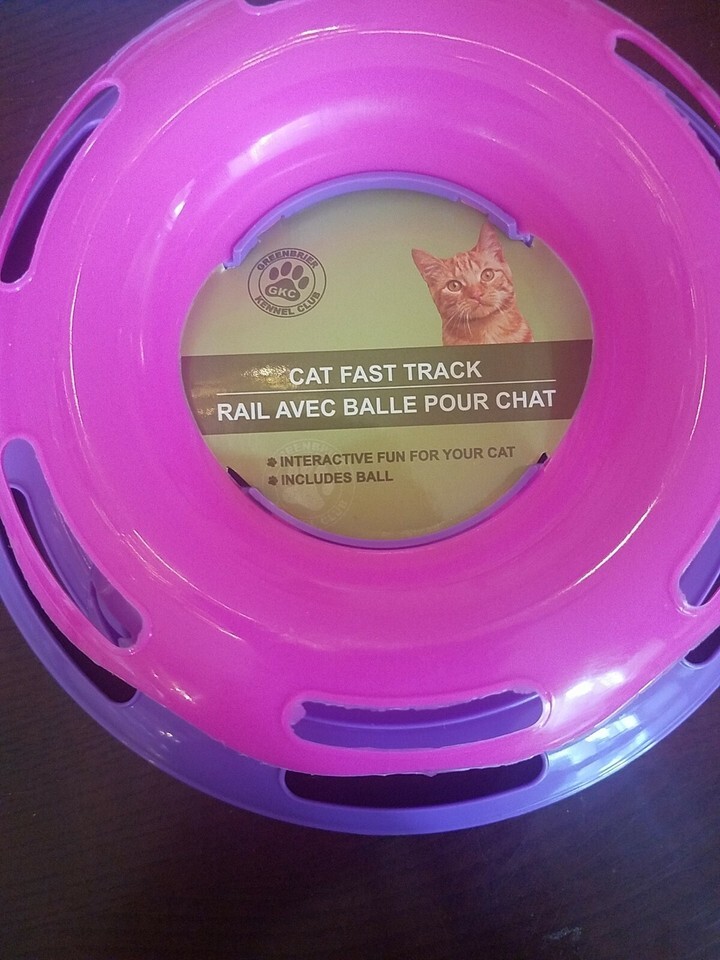 GREENBRIER
GKC
KENNEL CLUB
CAT FAST TRACK
RAIL AVEC BALLE POUR CHAT
INTERACTIVE FUN FOR YOUR CAT
INCLUDES BALL